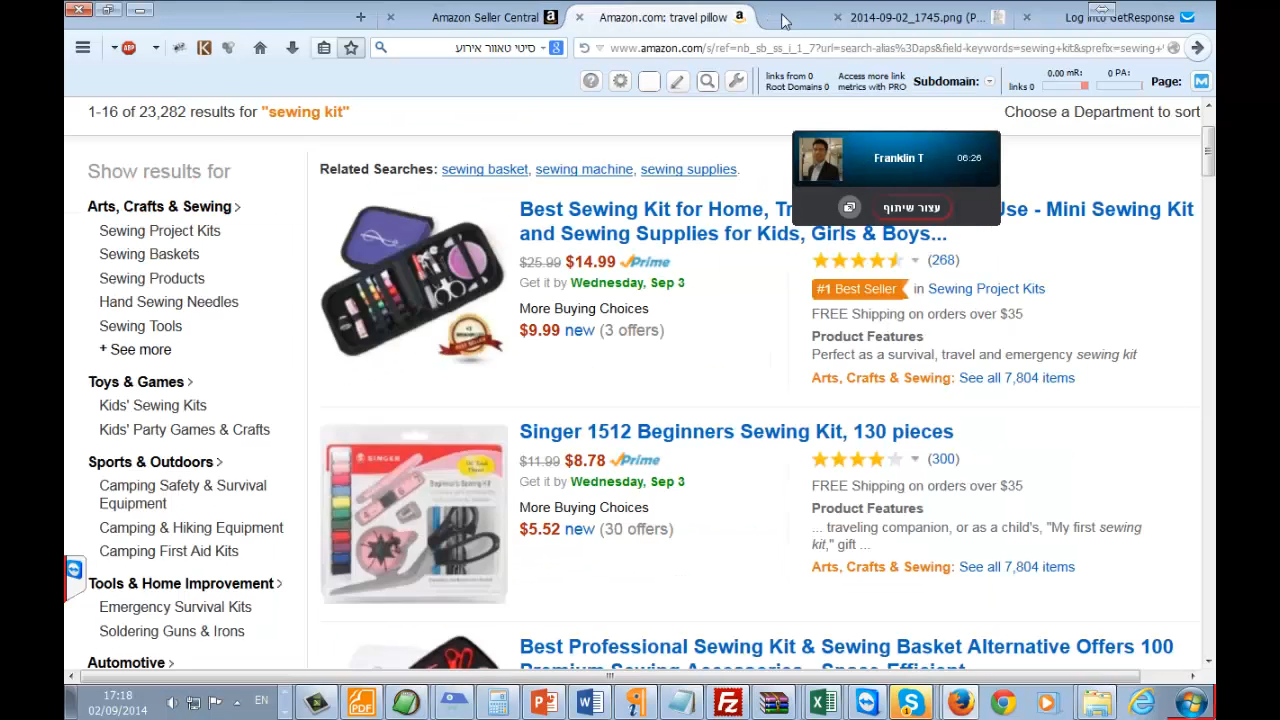 Amazon Seller Central
Amazon.com: travel pillow
2014-09-02_1745.png (P...
Log into GetResponse
סיטי טאוור אירוע
www.amazon.com/s/ref=nb_sb_ss_i_1_7?url=search-alias%3Daps&field-keywords=sewing+kit&sprefix=sewing+
links from 0
Root Domains 0
Access more link
metrics with PRO
Subdomain:
links 0
0.00 mR:
0 PA:
Page:
1-16 of 23,282 results for "sewing kit"
Choose a Department to sort
Franklin T 06:26
עצור שיתוף
Show results for
Arts, Crafts & Sewing
Sewing Project Kits
Sewing Baskets
Sewing Products
Hand Sewing Needles
Sewing Tools
+ See more
Toys & Games
Kids' Sewing Kits
Kids' Party Games & Crafts
Sports & Outdoors
Camping Safety & Survival
Equipment
Camping & Hiking Equipment
Camping First Aid Kits
Tools & Home Improvement
Emergency Survival Kits
Soldering Guns & Irons
Automotive
Related Searches: sewing basket, sewing machine, sewing supplies.
Best Sewing Kit for Home, Tr Use - Mini Sewing Kit
and Sewing Supplies for Kids, Girls & Boys...
$25.99 $14.99 Prime
Get it by Wednesday, Sep 3
More Buying Choices
$9.99 new (3 offers)
(268)
#1 Best Seller in Sewing Project Kits
FREE Shipping on orders over $35
Product Features
Perfect as a survival, travel and emergency sewing kit
Arts, Crafts & Sewing: See all 7,804 items
SINGER
Singer 1512 Beginners Sewing Kit, 130 pieces
$11.99 $8.78 Prime
Get it by Wednesday, Sep 3
More Buying Choices
$5.52 new (30 offers)
(300)
FREE Shipping on orders over $35
Product Features
... traveling companion, or as a child's, "My first sewing
kit," gift ...
Arts, Crafts & Sewing: See all 7,804 items
Best Professional Sewing Kit & Sewing Basket Alternative Offers 100
Premium Sewing Accessories - Space Efficient
17:18
02/09/2014
EN